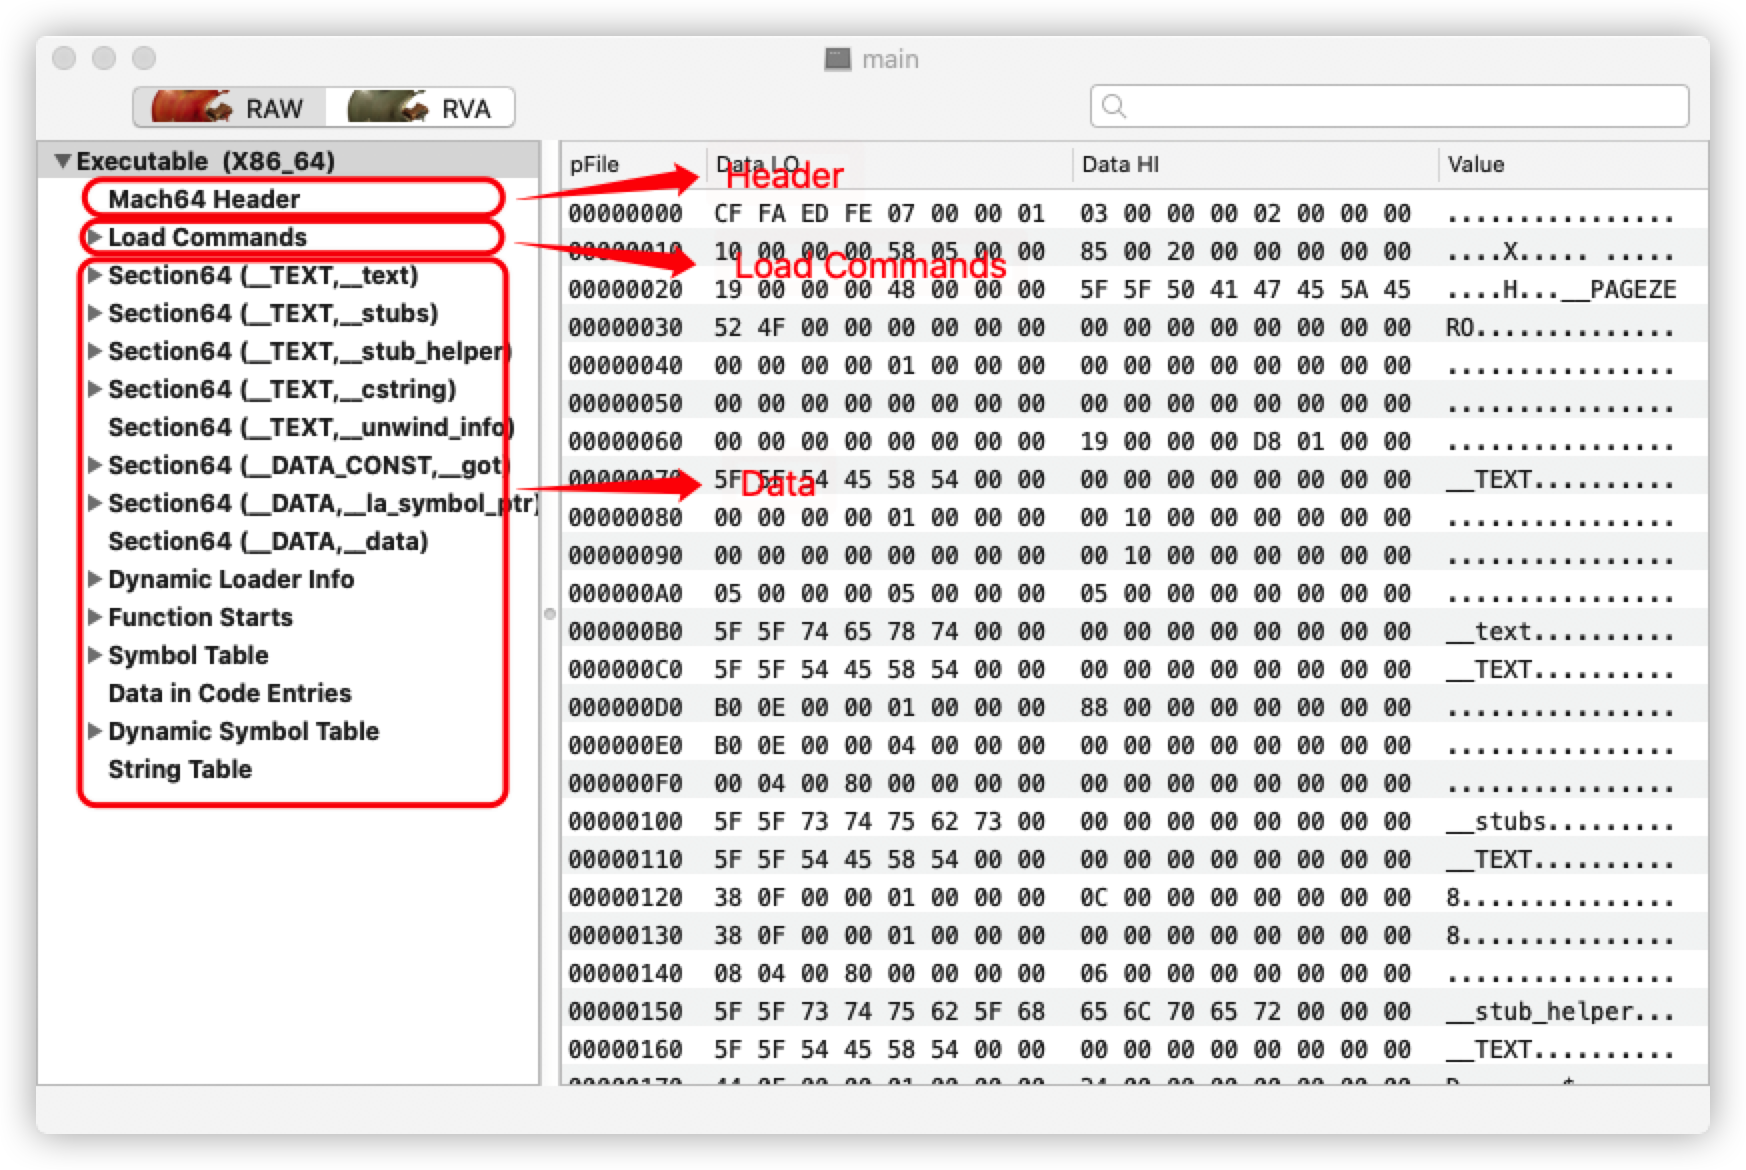 main
RAW RVA
Executable (X86_64)
Mach64 Header
Load Commands
Section64 (__TEXT,__text)
Section64 (__TEXT,__stubs)
Section64 (__TEXT,__stub_helper)
Section64 (__TEXT,__cstring)
Section64 (__TEXT,__unwind_info)
Section64 (__DATA_CONST,__got)
Section64 (__DATA,__la_symbol_ptr)
Section64 (__DATA,__data)
Dynamic Loader Info
Function Starts
Symbol Table
Data in Code Entries
Dynamic Symbol Table
String Table
Header
Load Commands
Data
pFile Data LO Data HI Value
00000000 CF FA ED FE 07 00 00 01 03 00 00 00 02 00 00 00 ................
00000010 10 00 00 00 58 05 00 00 85 00 20 00 00 00 00 00 ....X..... .....
00000020 19 00 00 00 48 00 00 00 5F 5F 50 41 47 45 5A 45 ....H...__PAGEZE
00000030 52 4F 00 00 00 00 00 00 00 00 00 00 00 00 00 00 RO..............
00000040 00 00 00 00 01 00 00 00 00 00 00 00 00 00 00 00 ................
00000050 00 00 00 00 00 00 00 00 00 00 00 00 00 00 00 00 ................
00000060 00 00 00 00 00 00 00 00 19 00 00 00 D8 01 00 00 ................
00000070 5F 5F 54 45 58 54 00 00 00 00 00 00 00 00 00 00 __TEXT..........
00000080 00 00 00 00 01 00 00 00 00 10 00 00 00 00 00 00 ................
00000090 00 00 00 00 00 00 00 00 00 10 00 00 00 00 00 00 ................
000000A0 05 00 00 00 05 00 00 00 05 00 00 00 00 00 00 00 ................
000000B0 5F 5F 74 65 78 74 00 00 00 00 00 00 00 00 00 00 __text..........
000000C0 5F 5F 54 45 58 54 00 00 00 00 00 00 00 00 00 00 __TEXT..........
000000D0 B0 0E 00 00 01 00 00 00 88 00 00 00 00 00 00 00 ................
000000E0 B0 0E 00 00 04 00 00 00 00 00 00 00 00 00 00 00 ................
000000F0 00 04 00 80 00 00 00 00 00 00 00 00 00 00 00 00 ................
00000100 5F 5F 73 74 75 62 73 00 00 00 00 00 00 00 00 00 __stubs.........
00000110 5F 5F 54 45 58 54 00 00 00 00 00 00 00 00 00 00 __TEXT..........
00000120 38 0F 00 00 01 00 00 00 0C 00 00 00 00 00 00 00 8...............
00000130 38 0F 00 00 01 00 00 00 00 00 00 00 00 00 00 00 8...............
00000140 08 04 00 80 00 00 00 00 06 00 00 00 00 00 00 00 ................
00000150 5F 5F 73 74 75 62 5F 68 65 6C 70 65 72 00 00 00 __stub_helper...
00000160 5F 5F 54 45 58 54 00 00 00 00 00 00 00 00 00 00 __TEXT..........